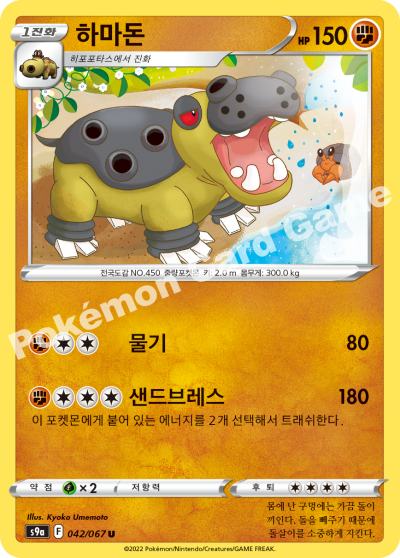 1진화
하마돈
HP 150
히포포타스에서 진화
전국도감 NO.450 중량포켓몬 키: 2.0 m 몸무게: 300.0 kg
Pokémon Card Game
물기 80
샌드브레스 180
이 포켓몬에게 붙어 있는 에너지를 2개 선택해서 트래쉬한다.
약점 ×2 저항력 후퇴
Illus. Kyoko Umemoto
s9a F 042/067 U
몸에 난 구멍에는 가끔 돌이
끼인다. 돌을 빼주기 때문에
돌살이를 소중하게 지킨다.
©2022 Pokémon/Nintendo/Creatures/GAME FREAK.